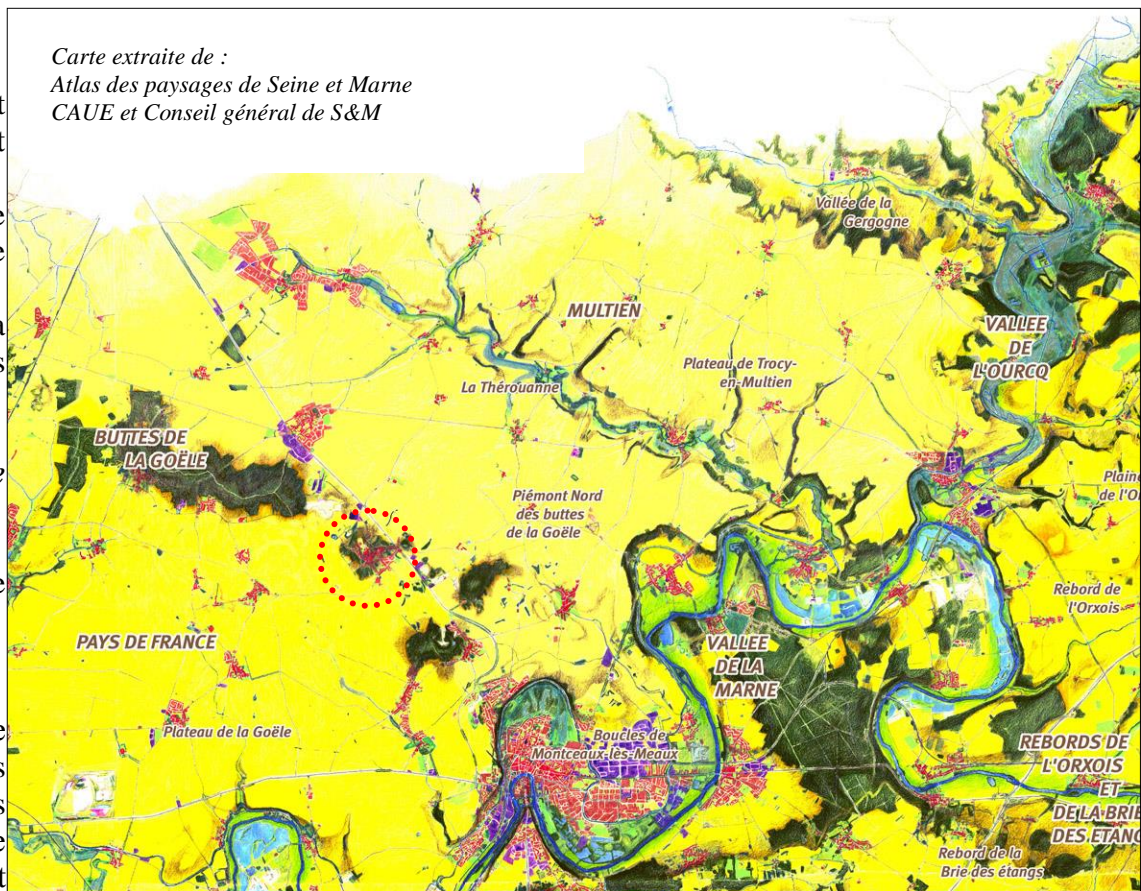 Carte extraite de :
Atlas des paysages de Seine et Marne
CAUE et Conseil général de S&M
Vallée de la
Gergogne
MULTIEN
VALLEE
DE
L'OURCQ
Plateau de Trocy-
en-Multien
La Thérouanne
BUTTES DE
LA GOËLE
Plain
de l'O
Piémont Nord
des buttes
de la Goële
Rebord de
l'Orxois
PAYS DE FRANCE
VALLEE
DE LA
MARNE
Plateau de la Goële
Boucles de
Montceaux-lès-Meaux
REBORDS DE
L'ORXOIS
ET
DE LA BRIE
DES ETANG
Rebord de la
Brie des étangs